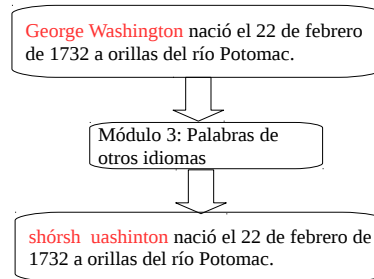 George Washington nació el 22 de febrero
de 1732 a orillas del río Potomac.
Módulo 3: Palabras de
otros idiomas
shórsh uashinton nació el 22 de febrero de
1732 a orillas del río Potomac.